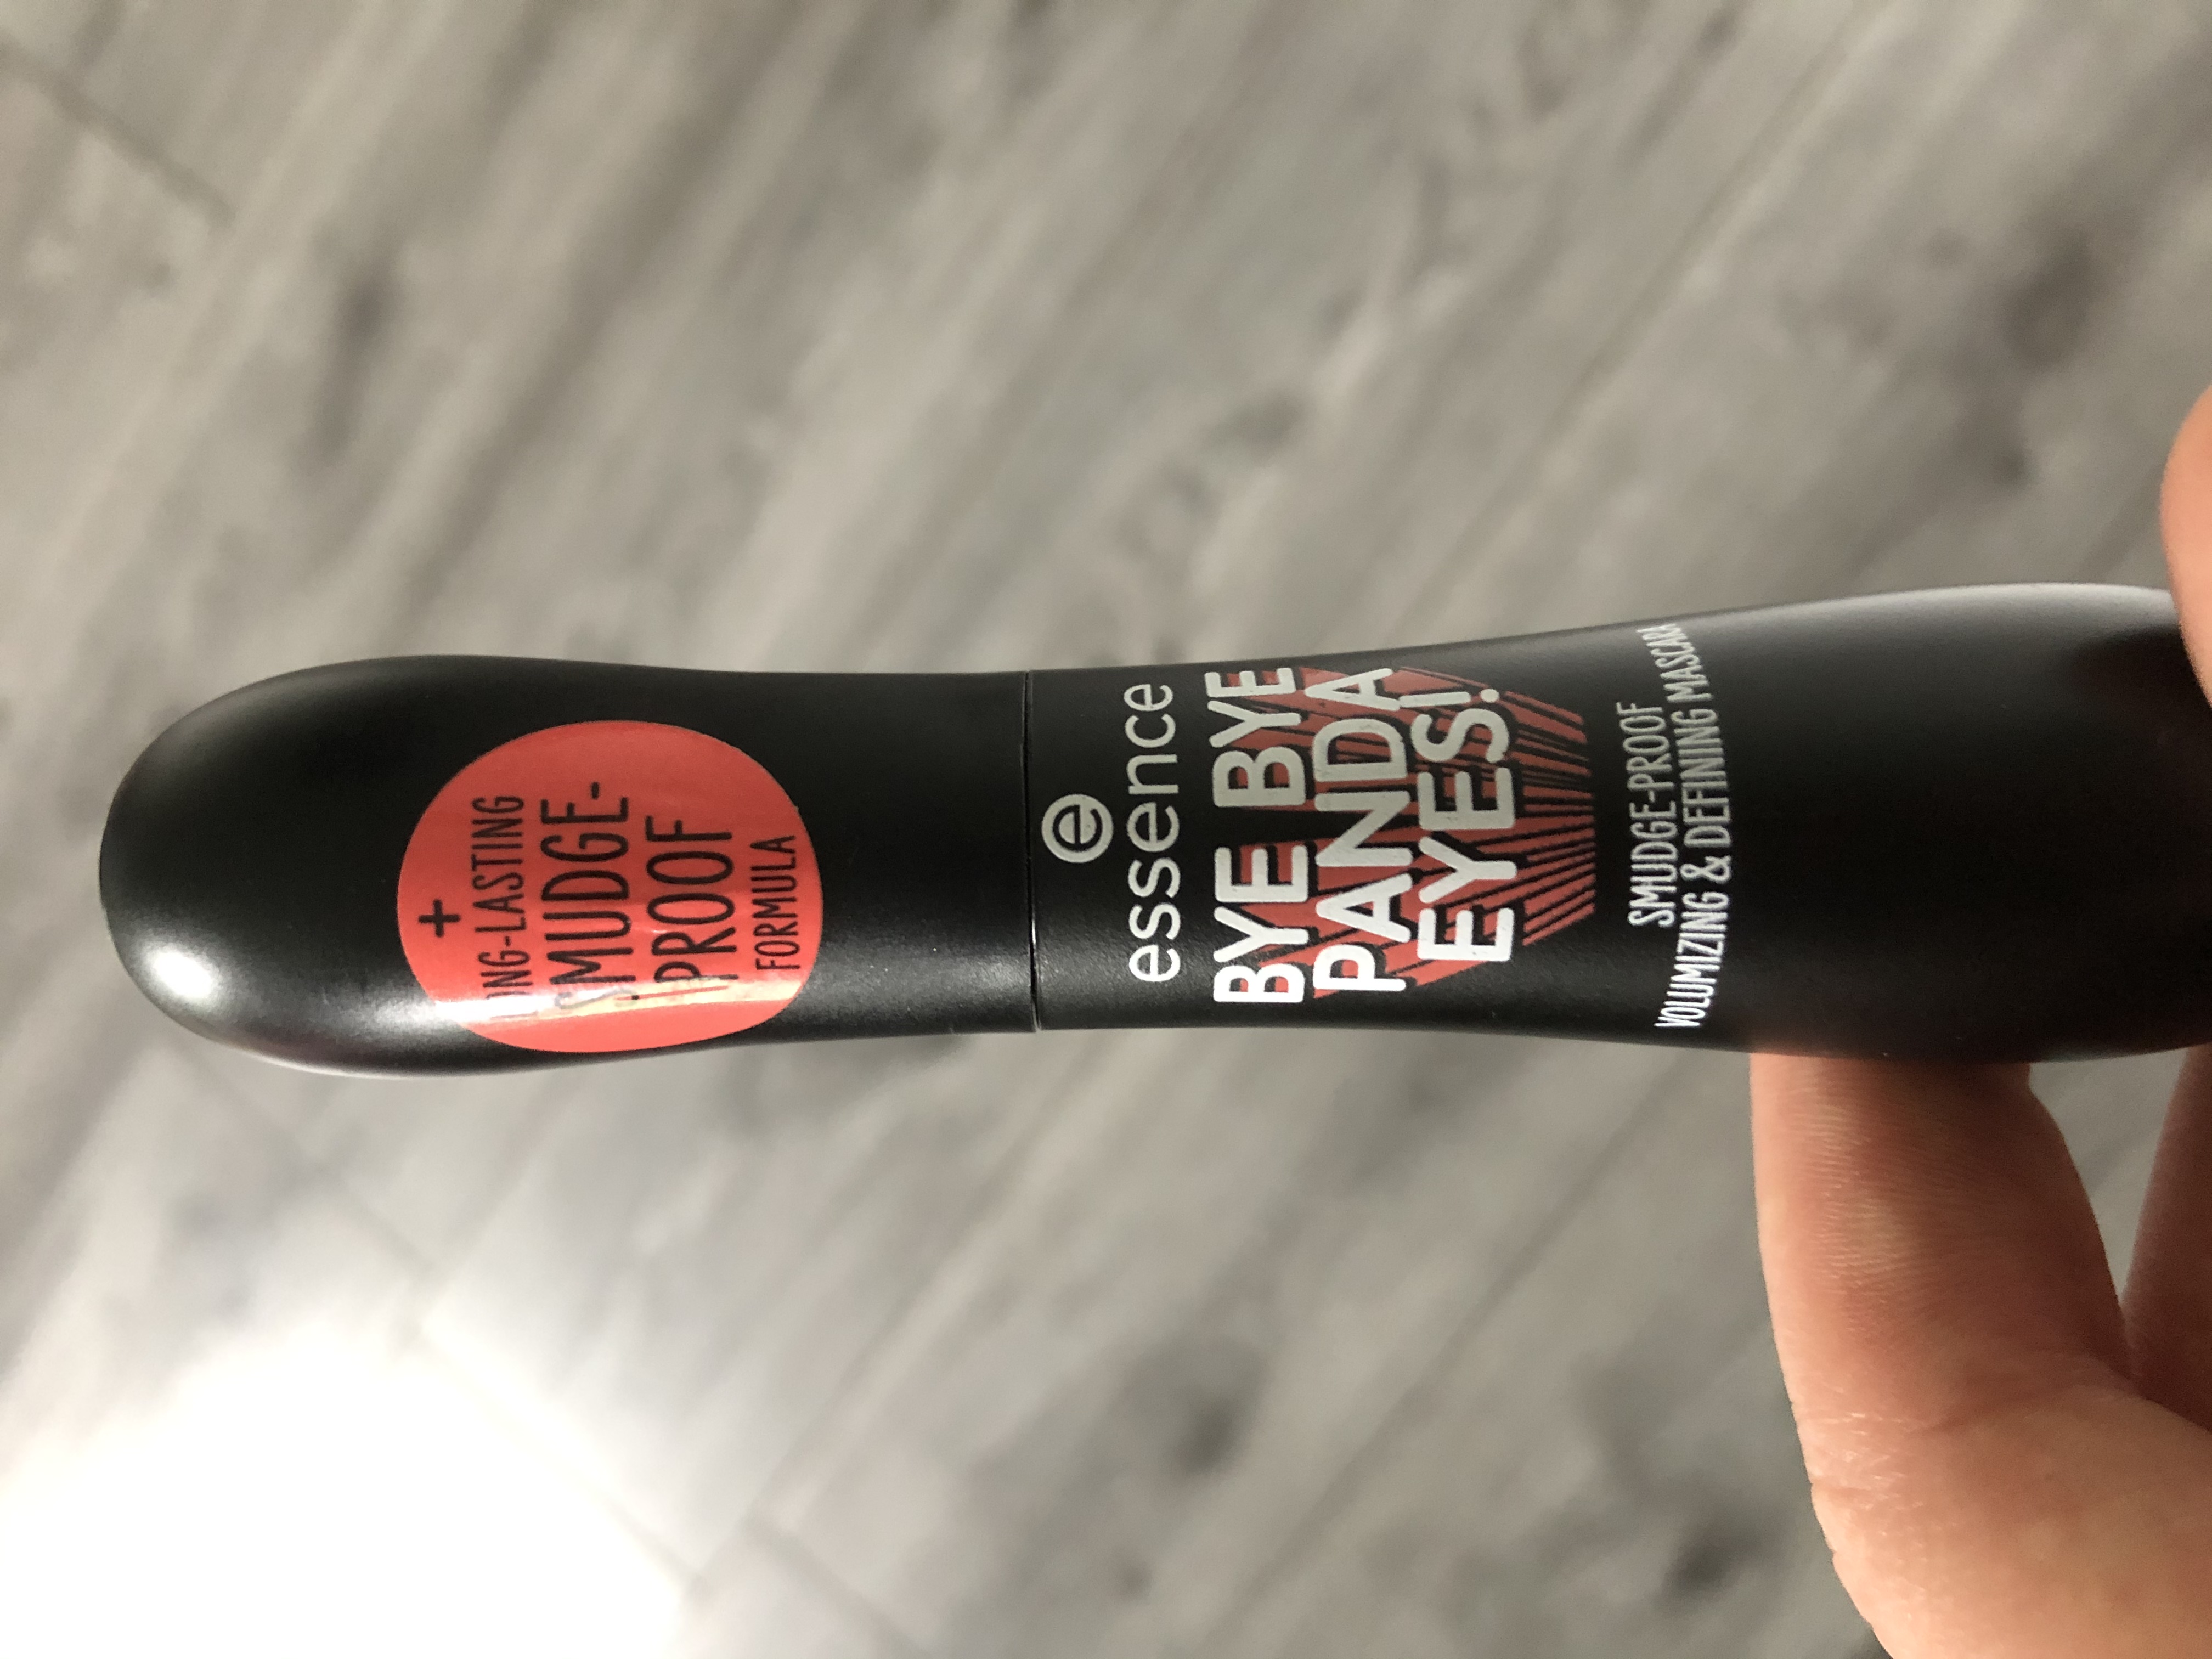 +
LONG-LASTING
SMUDGE-
PROOF
FORMULA
e
essence
BYE BYE
PANDA
EYES!
SMUDGE-PROOF
VOLUMIZING & DEFINING MASCARA